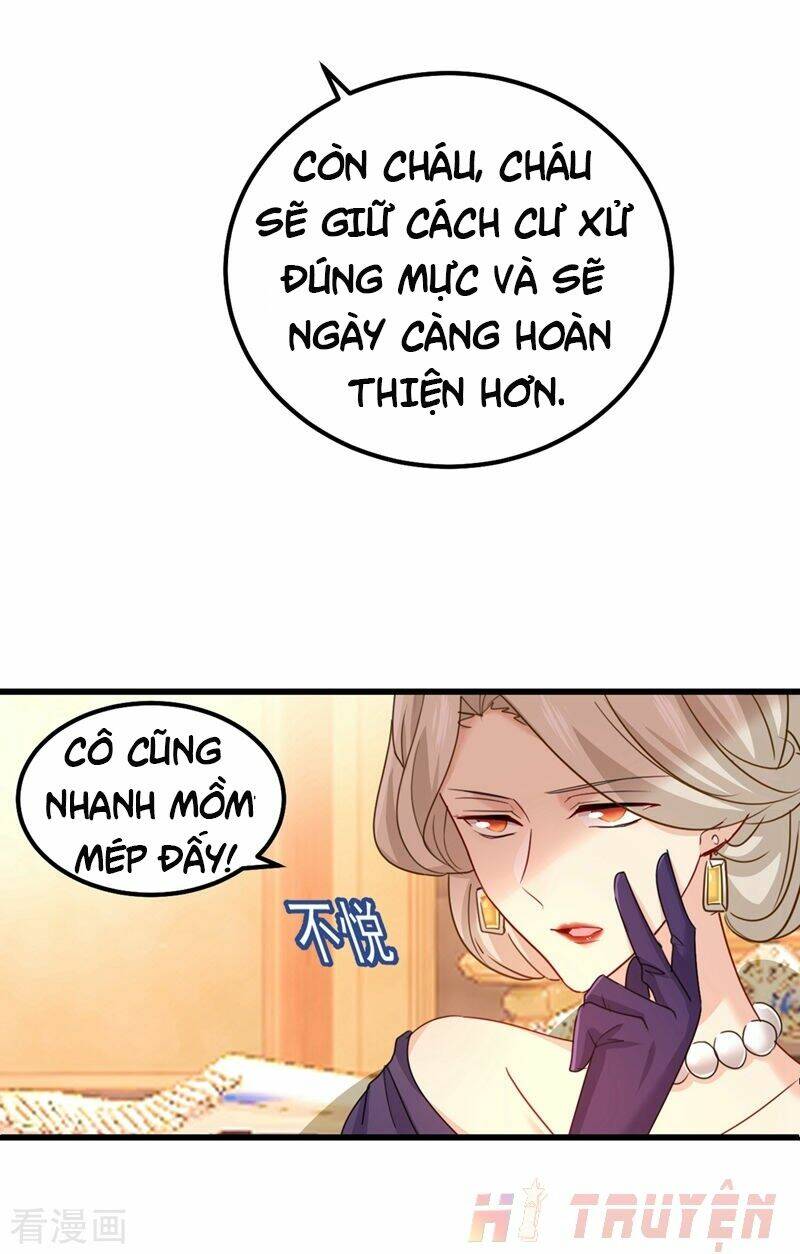 CÒN CHÁU, CHÁU
SẼ GIỮ CÁCH CƯ XỬ
ĐÚNG MỰC VÀ SẼ
NGÀY CÀNG HOÀN
THIỆN HƠN.
CÔ CŨNG
NHANH MỒM
MÉP ĐẤY!
不悦
看漫画
HI TRUYỆN